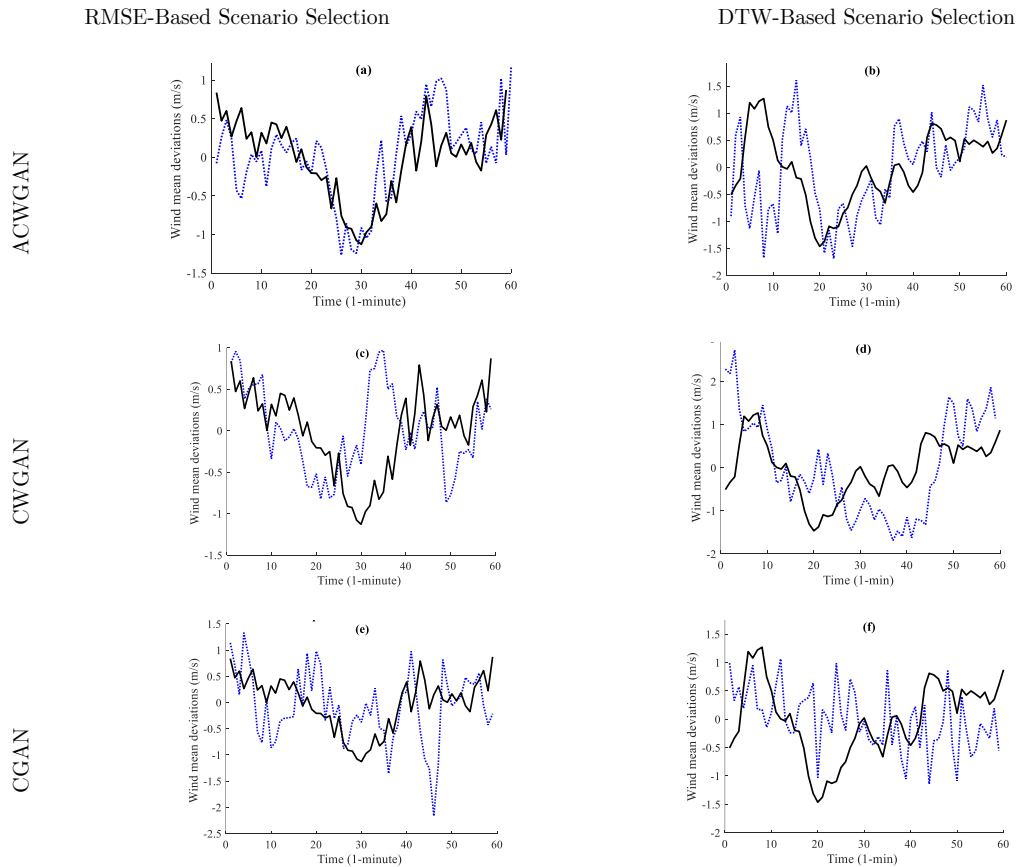 RMSE-Based Scenario Selection
DTW-Based Scenario Selection
ACWGAN
(a)
Wind mean deviations (m/s)
1
0.5
0
-0.5
-1
-1.5
0 10 20 30 40 50 60
Time (1-minute)
(b)
Wind mean deviations (m/s)
1.5
1
0.5
0
-0.5
-1
-1.5
-2
0 10 20 30 40 50 60
Time (1-min)
CWGAN
(c)
Wind mean deviations (m/s)
1
0.5
0
-0.5
-1
-1.5
0 10 20 30 40 50 60
Time (1-minute)
(d)
Wind mean deviations (m/s)
2
1
0
-1
-2
0 10 20 30 40 50 60
Time (1-min)
CGAN
(e)
Wind mean deviations (m/s)
1.5
1
0.5
0
-0.5
-1
-1.5
-2
-2.5
0 10 20 30 40 50 60
Time (1-minute)
(f)
Wind mean deviations (m/s)
1.5
1
0.5
0
-0.5
-1
-1.5
-2
0 10 20 30 40 50 60
Time (1-min)